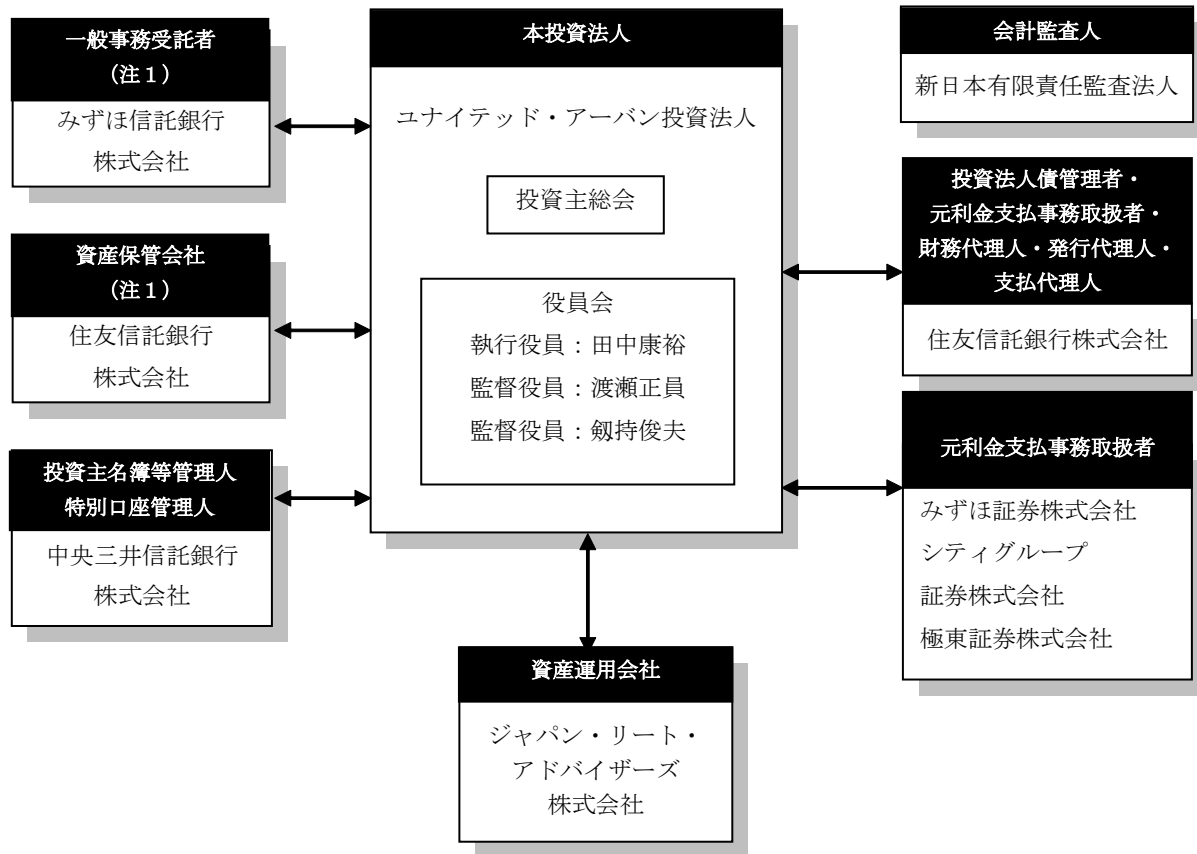 一般事務受託者
(注１)
みずほ信託銀行
株式会社
資産保管会社
(注１)
住友信託銀行
株式会社
投資主名簿等管理人
特別口座管理人
中央三井信託銀行
株式会社
本投資法人
ユナイテッド・アーバン投資法人
投資主総会
役員会
執行役員：田中康裕
監督役員：渡瀬正員
監督役員：剱持俊夫
資産運用会社
ジャパン・リート・
アドバイザーズ
株式会社
会計監査人
新日本有限責任監査法人
投資法人債管理者・
元利金支払事務取扱者・
財務代理人・発行代理人・
支払代理人
住友信託銀行株式会社
元利金支払事務取扱者
みずほ証券株式会社
シティグループ
証券株式会社
極東証券株式会社